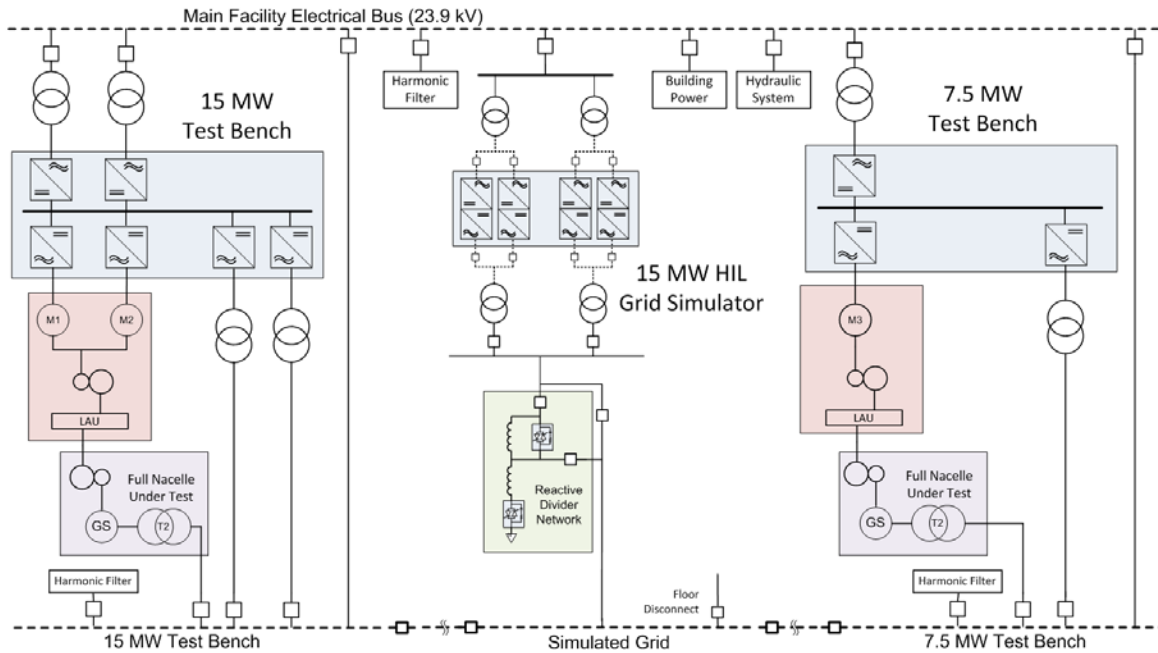 Main Facility Electrical Bus (23.9 kV)
15 MW
Test Bench
Harmonic
Filter
Building
Power
Hydraulic
System
7.5 MW
Test Bench
15 MW HIL
Grid Simulator
M1
M2
M3
LAU
LAU
Full Nacelle
Under Test
GS
T2
Reactive
Divider
Network
Full Nacelle
Under Test
GS
T2
Harmonic Filter
Floor
Disconnect
Harmonic Filter
15 MW Test Bench
Simulated Grid
7.5 MW Test Bench